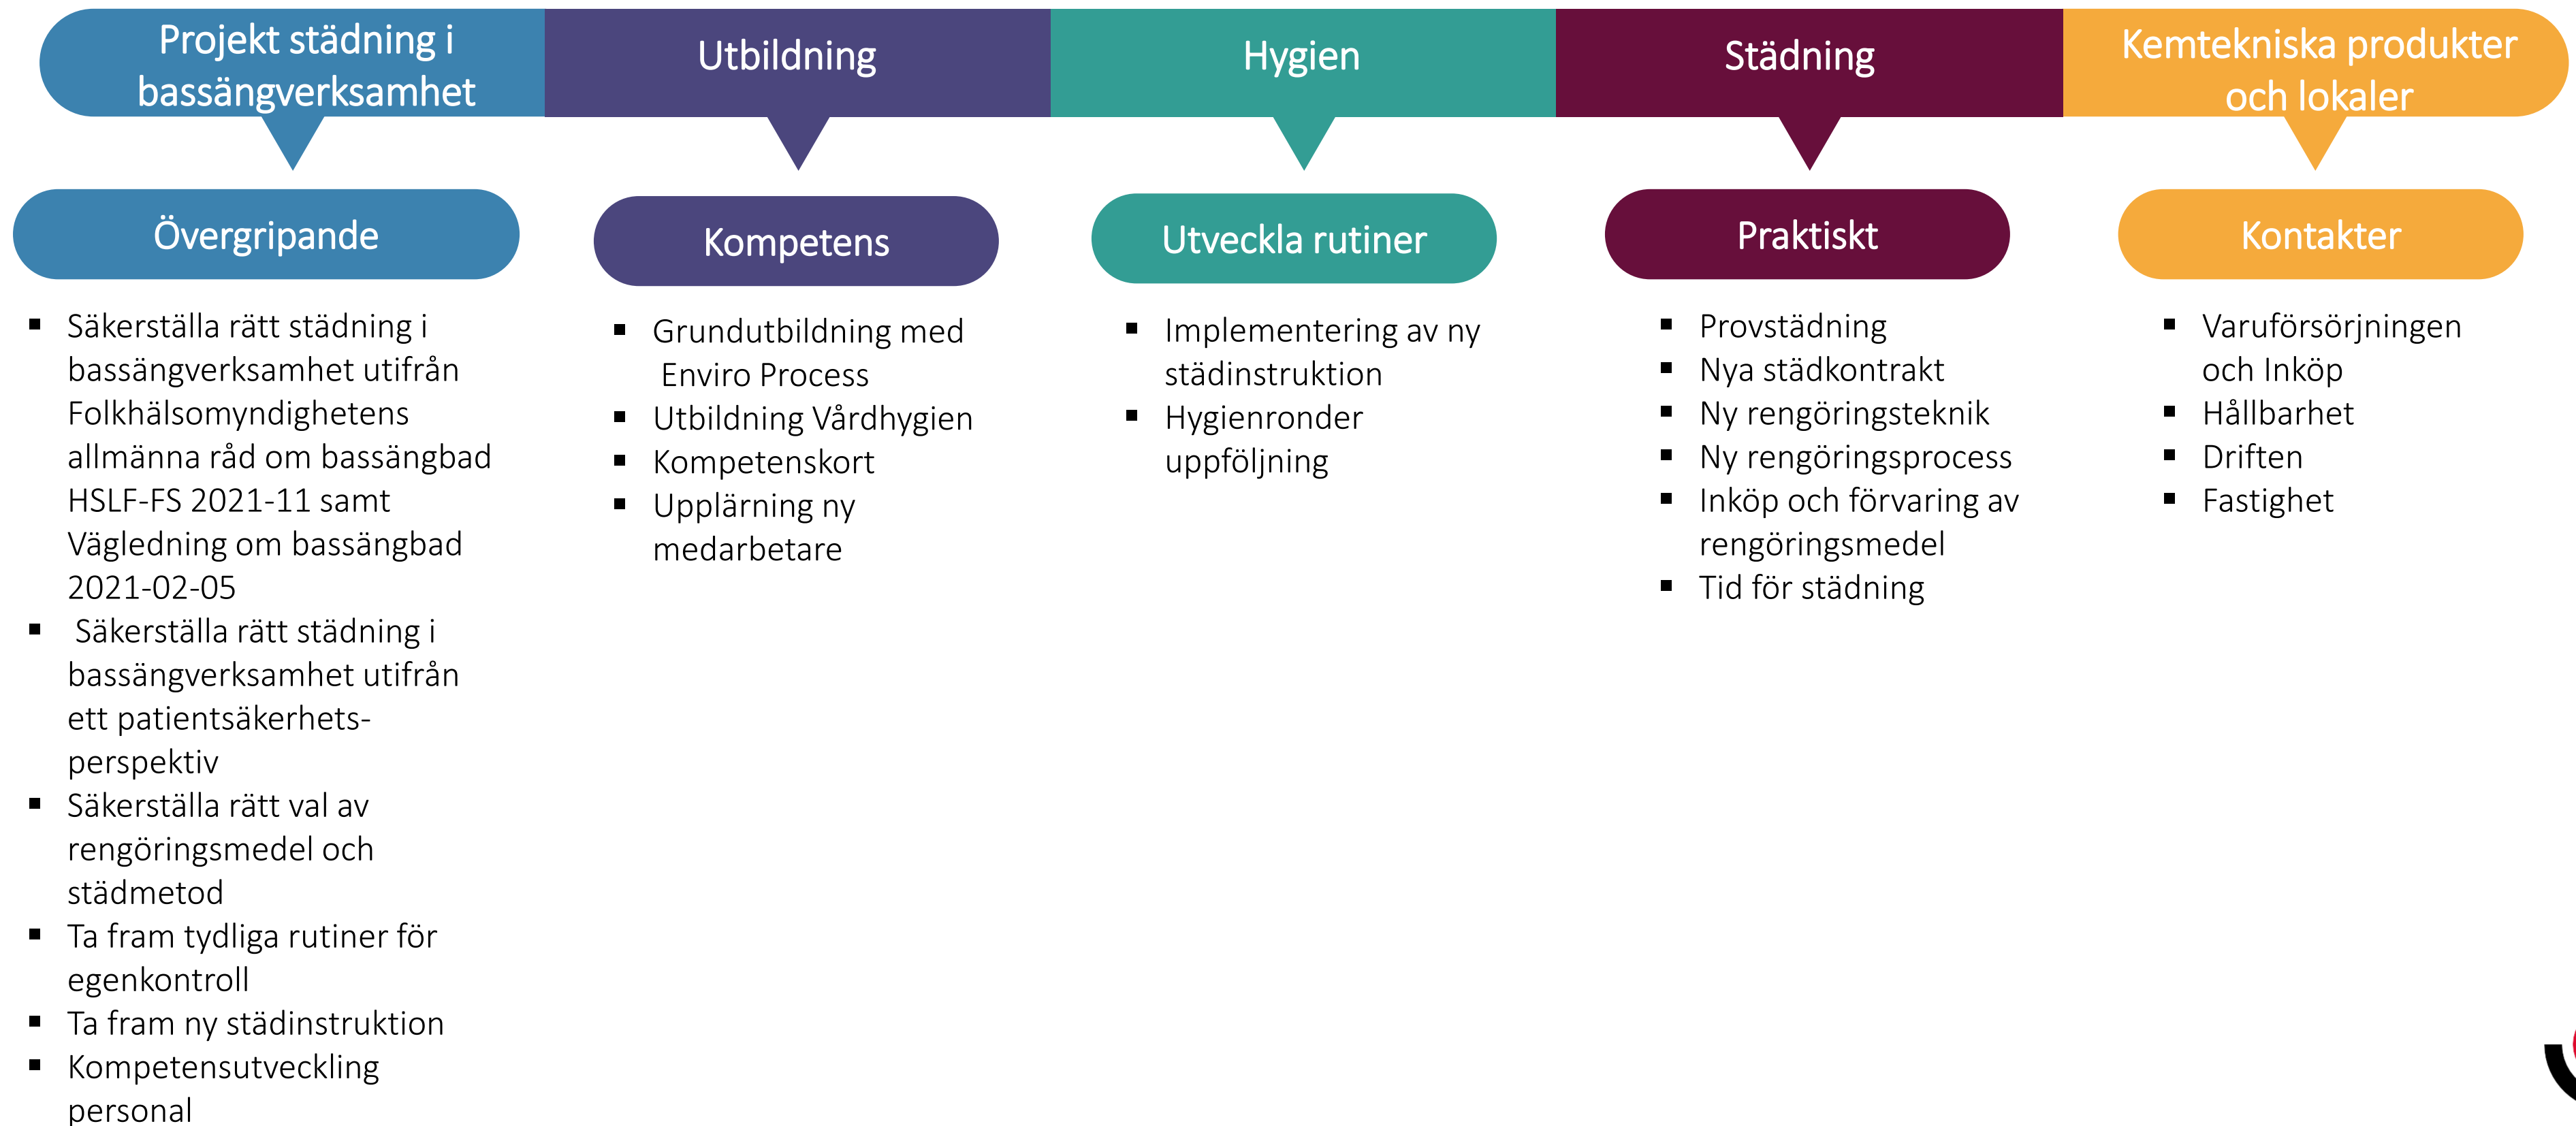 Projekt städning i
bassängverksamhet
Utbildning
Hygien
Städning
Kemtekniska produkter
och lokaler
Övergripande
▪ Säkerställa rätt städning i
bassängverksamhet utifrån
Folkhälsomyndighetens
allmänna råd om bassängbad
HSLF-FS 2021-11 samt
Vägledning om bassängbad
2021-02-05
▪ Säkerställa rätt städning i
bassängverksamhet utifrån
ett patientsäkerhets-
perspektiv
▪ Säkerställa rätt val av
rengöringsmedel och
städmetod
▪ Ta fram tydliga rutiner för
egenkontroll
▪ Ta fram ny städinstruktion
▪ Kompetensutveckling
personal
Kompetens
▪ Grundutbildning med
Enviro Process
▪ Utbildning Vårdhygien
▪ Kompetenskort
▪ Upplärning ny
medarbetare
Utveckla rutiner
▪ Implementering av ny
städinstruktion
▪ Hygienronder
uppföljning
Praktiskt
▪ Provstädning
▪ Nya städkontrakt
▪ Ny rengöringsteknik
▪ Ny rengöringsprocess
▪ Inköp och förvaring av
rengöringsmedel
▪ Tid för städning
Kontakter
▪ Varuförsörjningen
och Inköp
▪ Hållbarhet
▪ Driften
▪ Fastighet